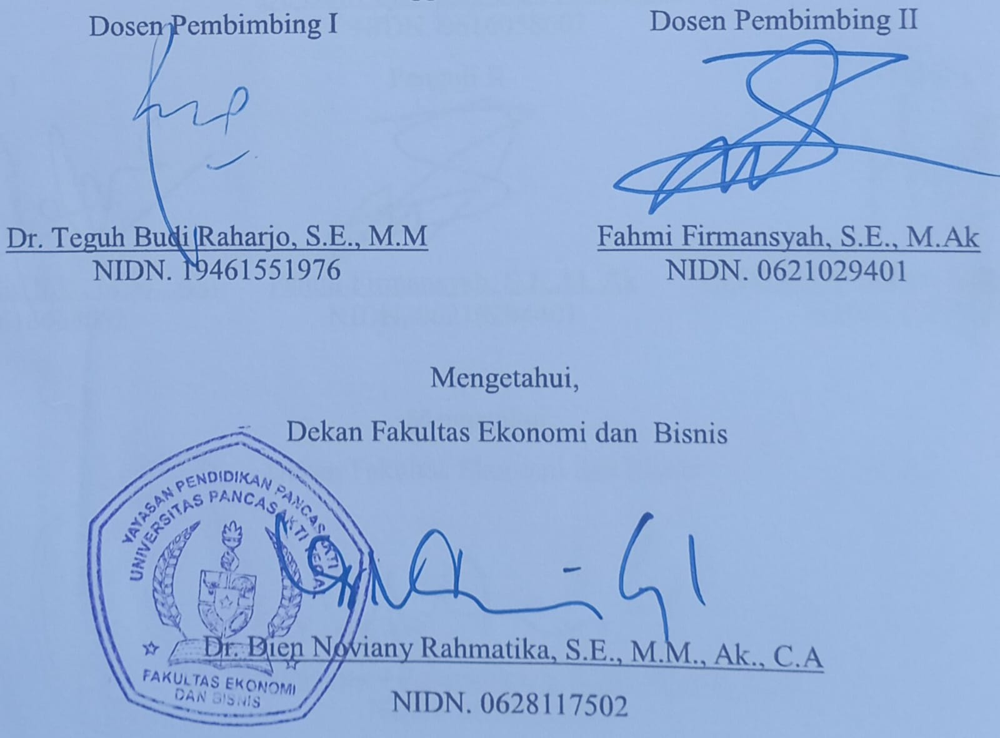 Dosen Pembimbing I
Dosen Pembimbing II
Dr. Teguh Budi Raharjo, S.E., M.M
Fahmi Firmansyah, S.E., M.Ak
NIDN. 19461551976
NIDN. 0621029401
Mengetahui,
Dekan Fakultas Ekonomi dan Bisnis
YAYASAN PENDIDIKAN PANCASAKTI
UNIVERSITAS PANCASAKTI TEGAL
Dr. Dien Noviany Rahmatika, S.E., M.M., Ak., C.A
FAKULTAS EKONOMI
DAN BISNIS
NIDN. 0628117502